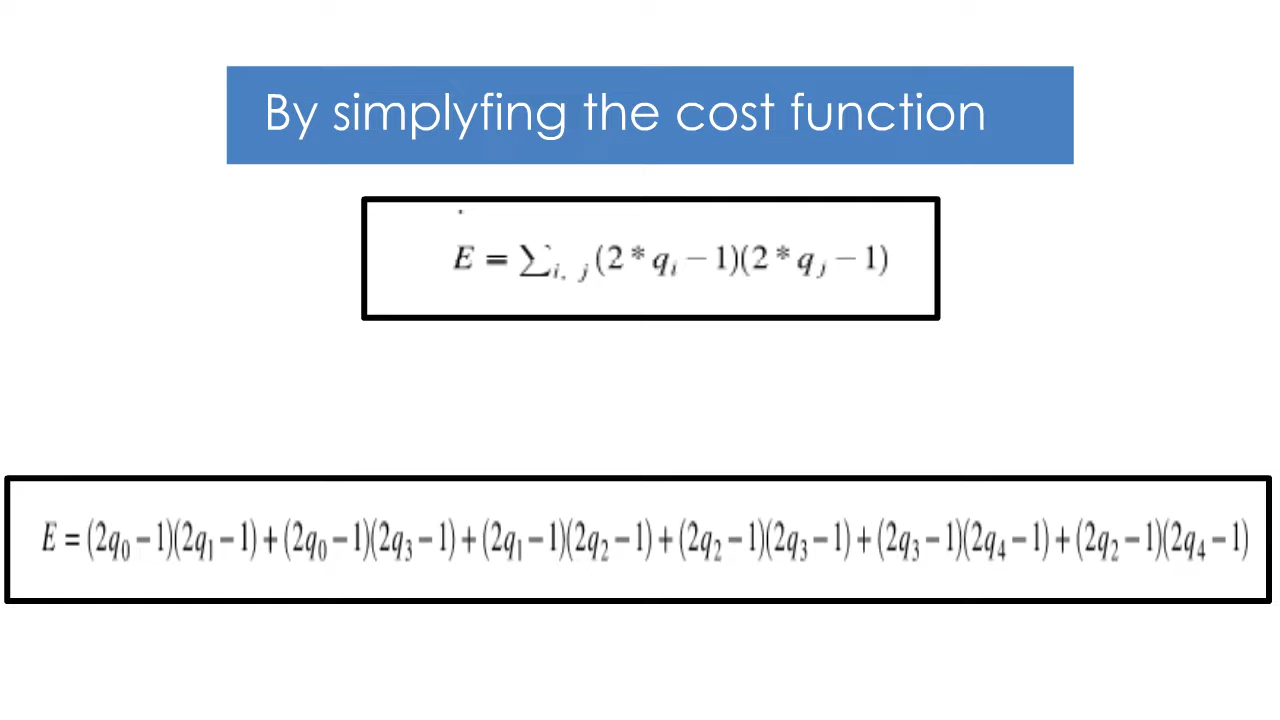 By simplyfing the cost function
E = ∑i, j (2 * qi − 1)(2 * qj − 1)
E = (2q0 − 1)(2q1 − 1) + (2q0 − 1)(2q3 − 1) + (2q1 − 1)(2q2 − 1) + (2q2 − 1)(2q3 − 1) + (2q3 − 1)(2q4 − 1) + (2q2 − 1)(2q4 − 1)